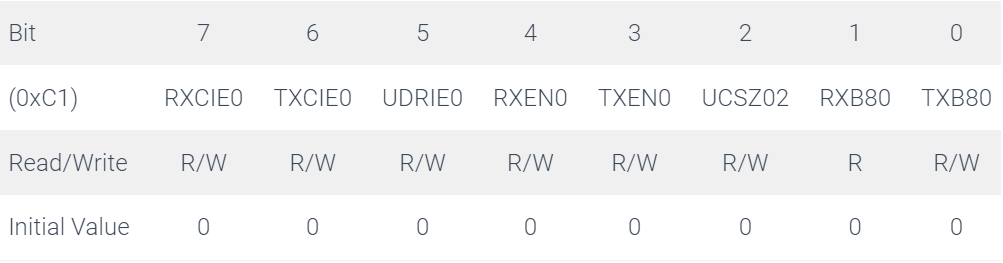 Bit 7 6 5 4 3 2 1 0
(0xC1) RXCIE0 TXCIE0 UDRIE0 RXEN0 TXEN0 UCSZ02 RXB80 TXB80
Read/Write R/W R/W R/W R/W R/W R/W R R/W
Initial Value 0 0 0 0 0 0 0 0